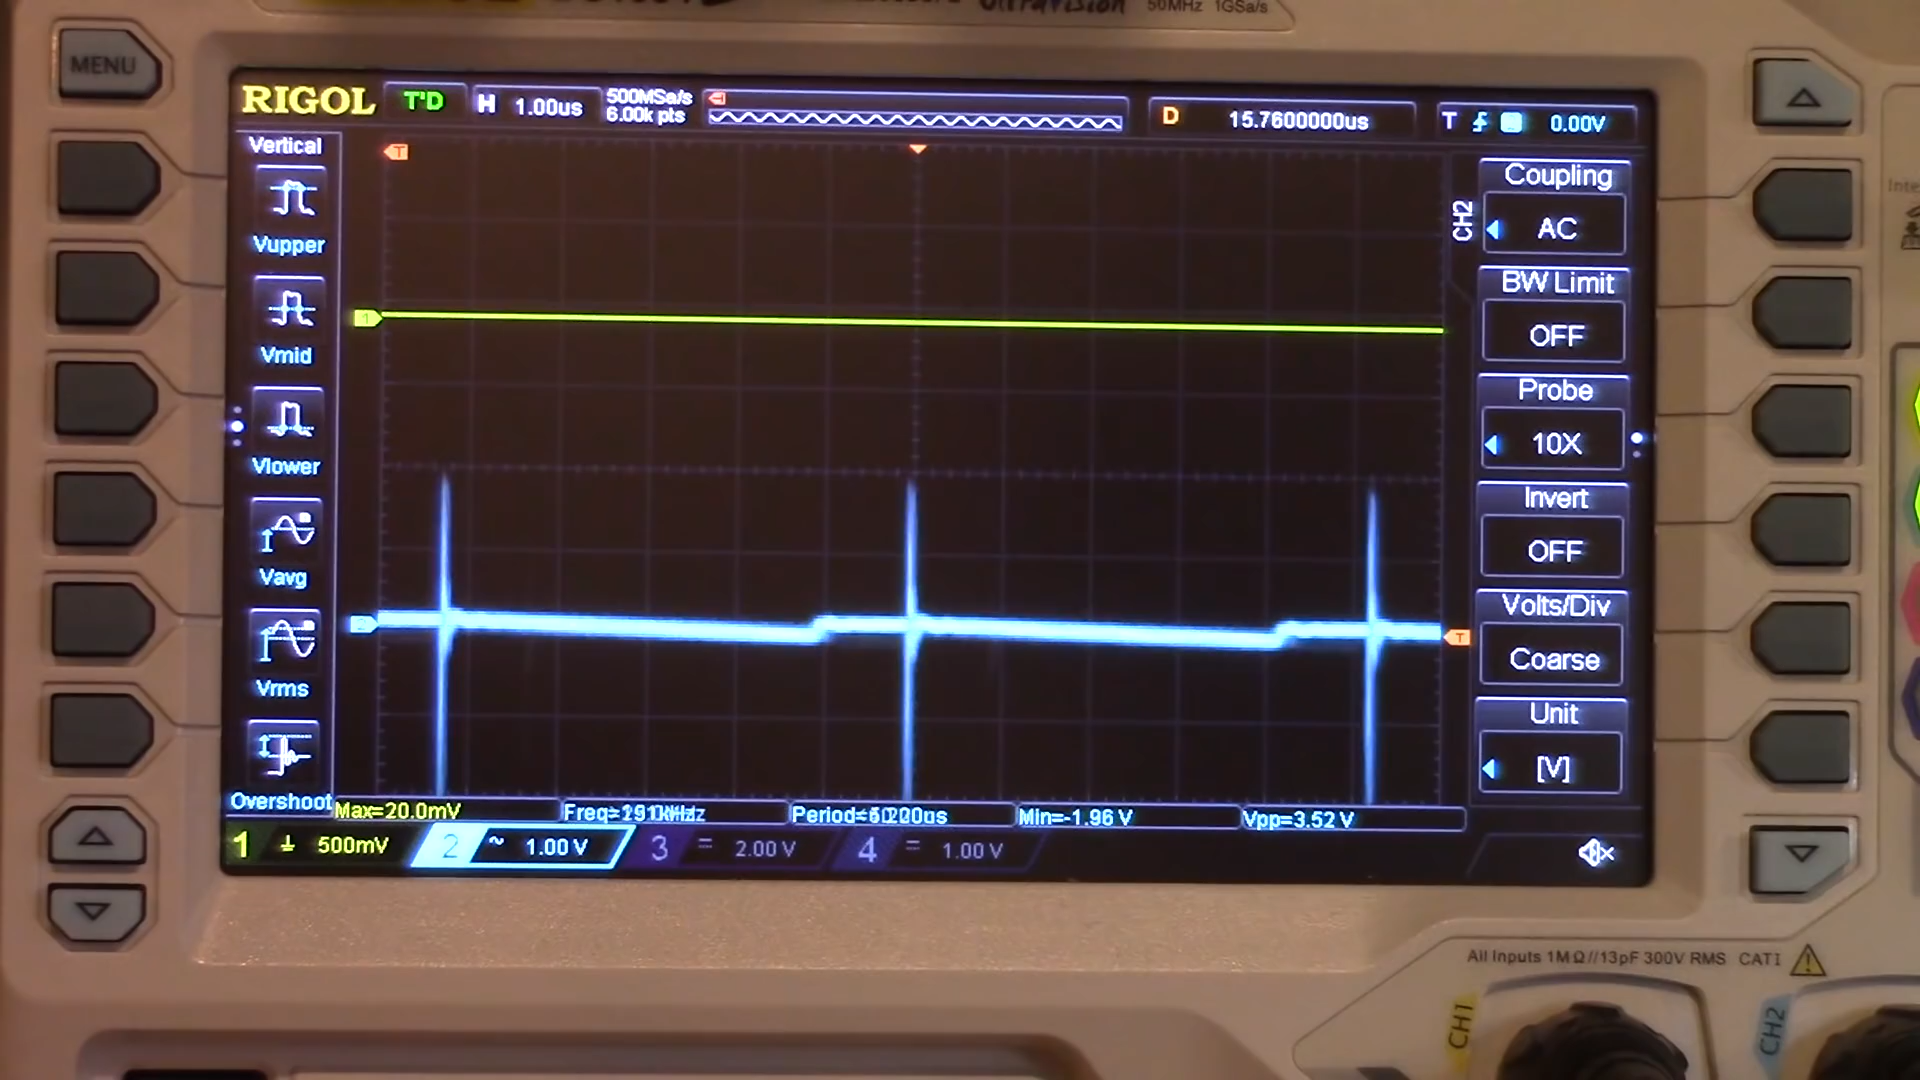 UltraVision 50MHz 1GSa/s
MENU
RIGOL T'D H 1.00us 500MSa/s D 15.7600000us T 0.00V
6.00k pts
Vertical
Vupper
Vmid
Vlower
Vavg
Vrms
Overshoot
T
1
T
CH2
Coupling
AC
BW Limit
OFF
Probe
10X
Invert
OFF
Volts/Div
Coarse
Unit
[V]
Max=20.0mV Min=-1.96 V Vpp=3.52 V
1 500mV 2 1.00 V 3 2.00 V 4 1.00 V
All Inputs 1MΩ//13pF 300V RMS CATI
CH1
CH2